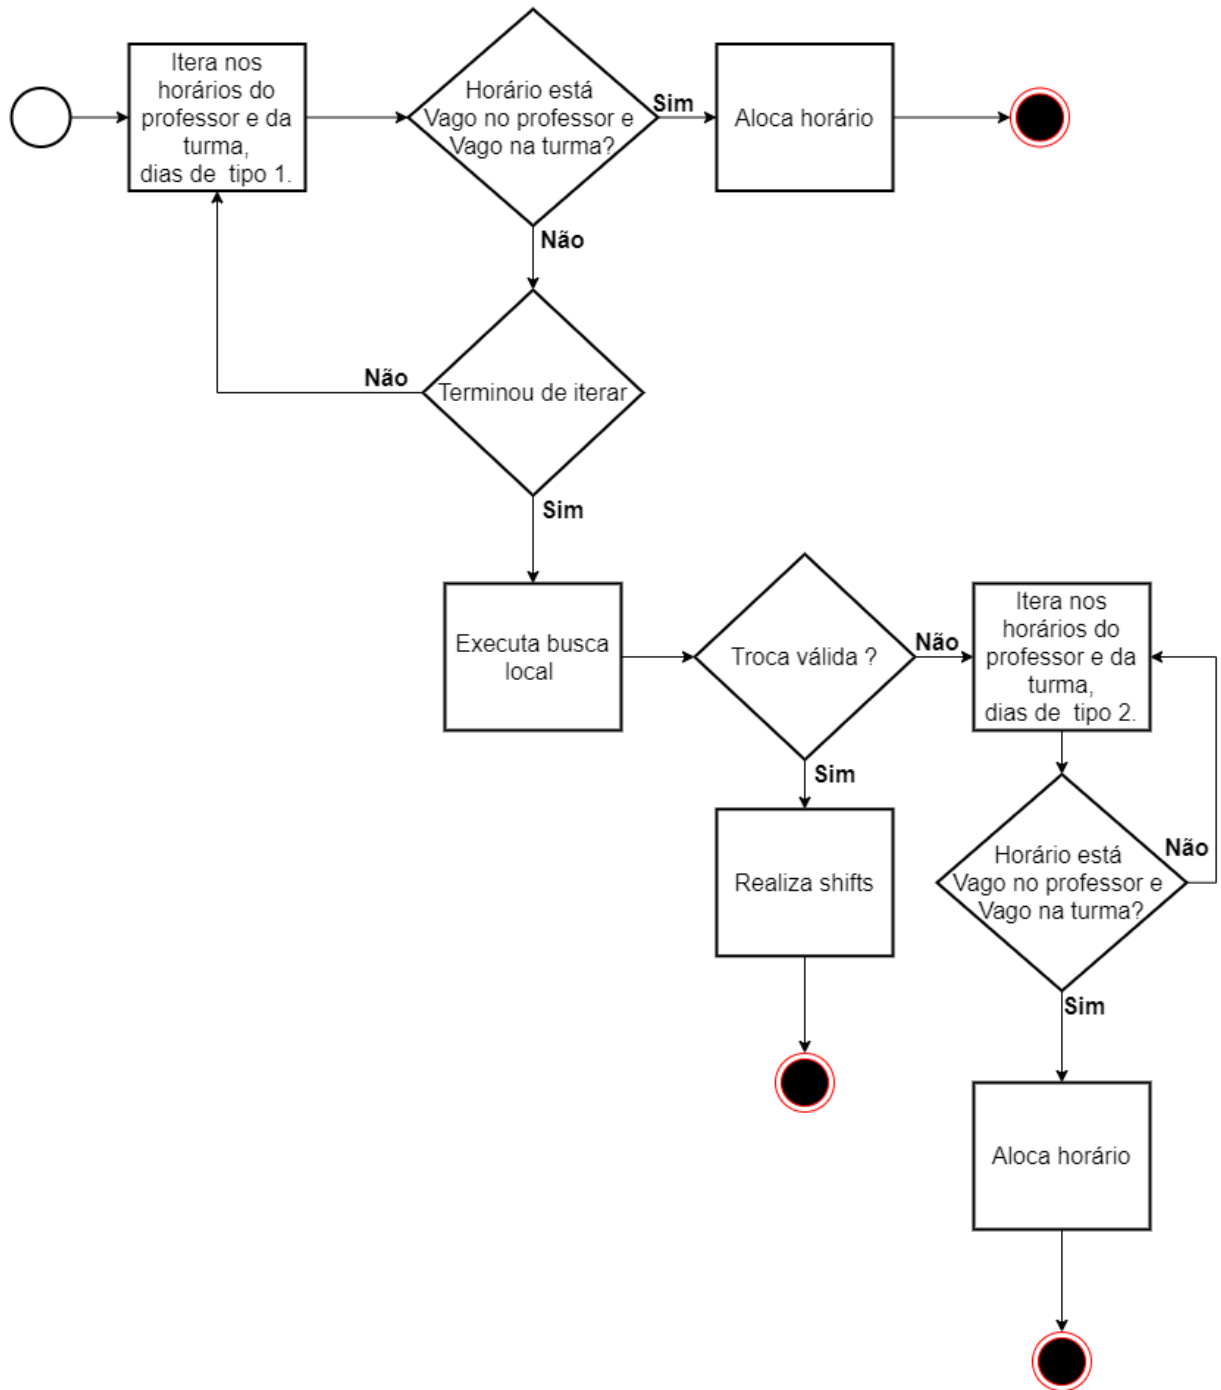 Itera nos
horários do
professor e da
turma,
dias de  tipo 1.
Horário está
Vago no professor e
Vago na turma?
Sim
Aloca horário
Não
Não
Terminou de iterar
Sim
Executa busca
local
Troca válida ?
Não
Itera nos
horários do
professor e da
turma,
dias de  tipo 2.
Sim
Realiza shifts
Horário está
Vago no professor e
Vago na turma?
Não
Sim
Aloca horário